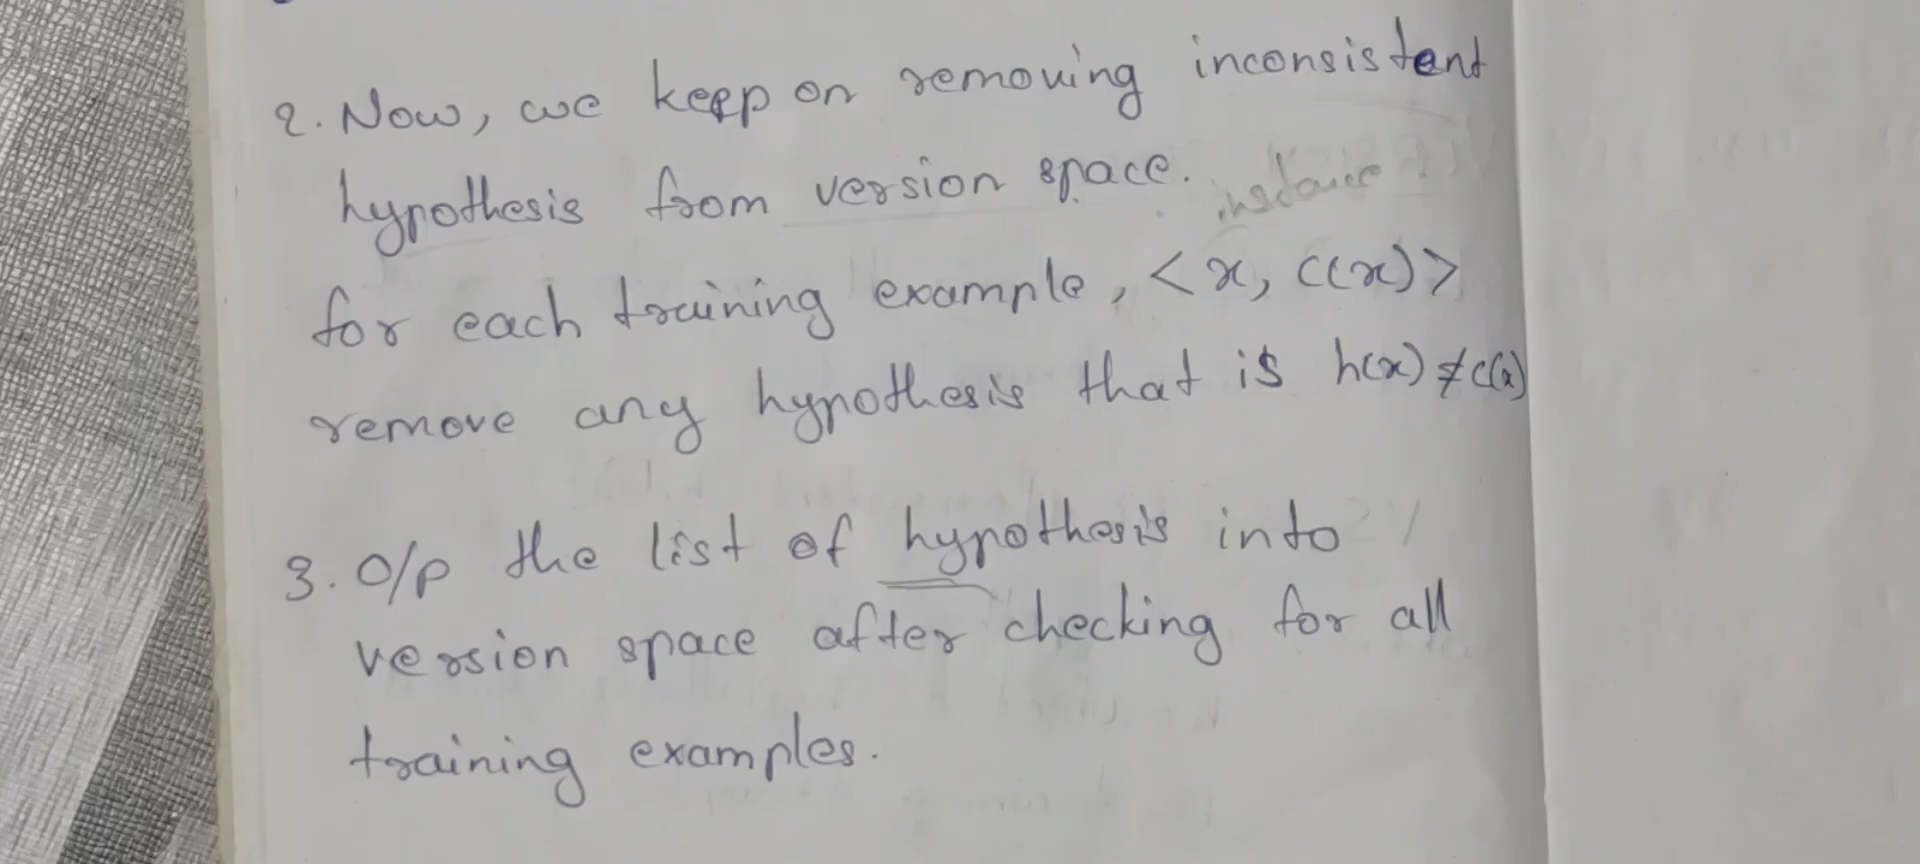 2. Now, we keep on removing inconsistent
hypothesis from version space.
instance
for each training example, <x, c(x)>
remove any hypothesis that is h(x) ≠ c(x)
3. O/p the list of hypothesis into
version space after checking for all
training examples.